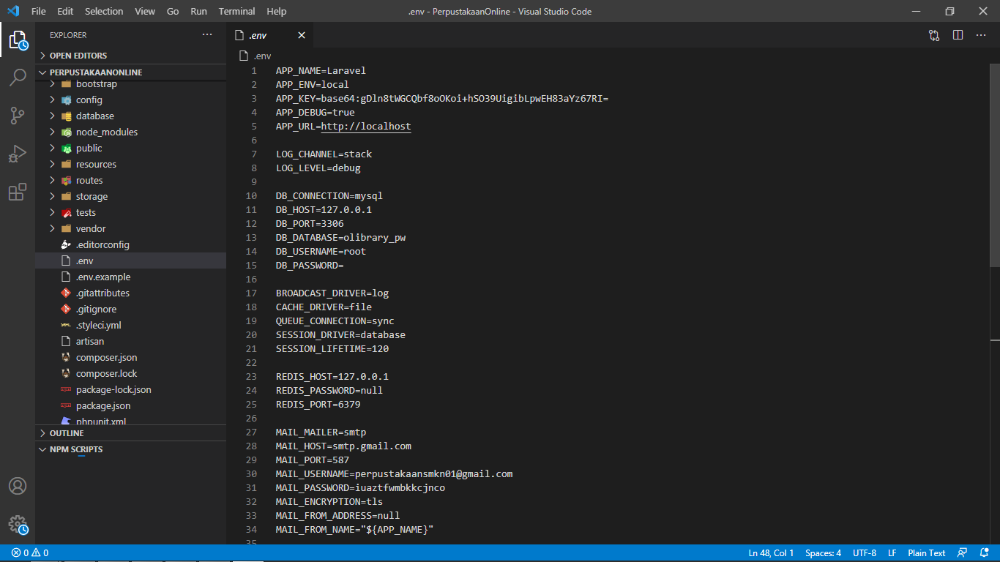 File Edit Selection View Go Run Terminal Help
.env - PerpustakaanOnline - Visual Studio Code
EXPLORER
OPEN EDITORS
PERPUSTAKAANONLINE
bootstrap
config
database
node_modules
public
resources
routes
storage
tests
vendor
.editorconfig
.env
.env.example
.gitattributes
.gitignore
.styleci.yml
artisan
composer.json
composer.lock
package-lock.json
package.json
phpunit.xml
OUTLINE
NPM SCRIPTS
.env
.env
1 APP_NAME=Laravel
2 APP_ENV=local
3 APP_KEY=base64:gDln8tWGCQbf8oOKoi+hSO39UigibLpwEH83aYz67RI=
4 APP_DEBUG=true
5 APP_URL=http://localhost
6
7 LOG_CHANNEL=stack
8 LOG_LEVEL=debug
9
10 DB_CONNECTION=mysql
11 DB_HOST=127.0.0.1
12 DB_PORT=3306
13 DB_DATABASE=olibrary_pw
14 DB_USERNAME=root
15 DB_PASSWORD=
16
17 BROADCAST_DRIVER=log
18 CACHE_DRIVER=file
19 QUEUE_CONNECTION=sync
20 SESSION_DRIVER=database
21 SESSION_LIFETIME=120
22
23 REDIS_HOST=127.0.0.1
24 REDIS_PASSWORD=null
25 REDIS_PORT=6379
26
27 MAIL_MAILER=smtp
28 MAIL_HOST=smtp.gmail.com
29 MAIL_PORT=587
30 MAIL_USERNAME=perpustakaansmkn01@gmail.com
31 MAIL_PASSWORD=iuaztfwmbkkcjnco
32 MAIL_ENCRYPTION=tls
33 MAIL_FROM_ADDRESS=null
34 MAIL_FROM_NAME="${APP_NAME}"
35
0 0 Ln 48, Col 1 Spaces: 4 UTF-8 LF Plain Text